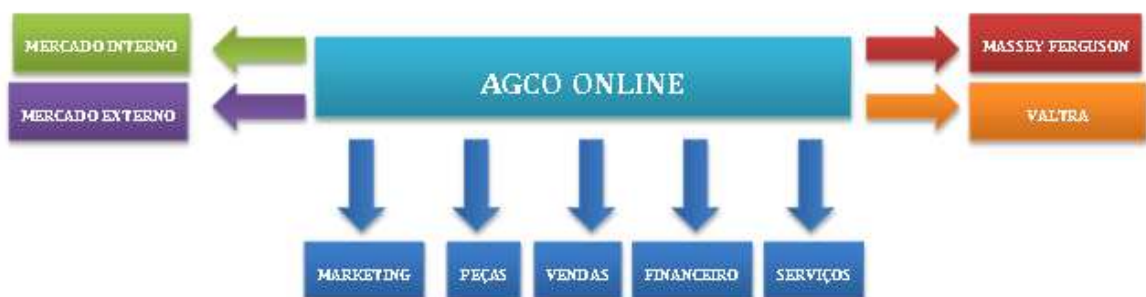 MERCADO INTERNO
AGCO ONLINE
MASSEY FERGUSON
MERCADO EXTERNO
VALTRA
MARKETING
PEÇAS
VENDAS
FINANCEIRO
SERVIÇOS